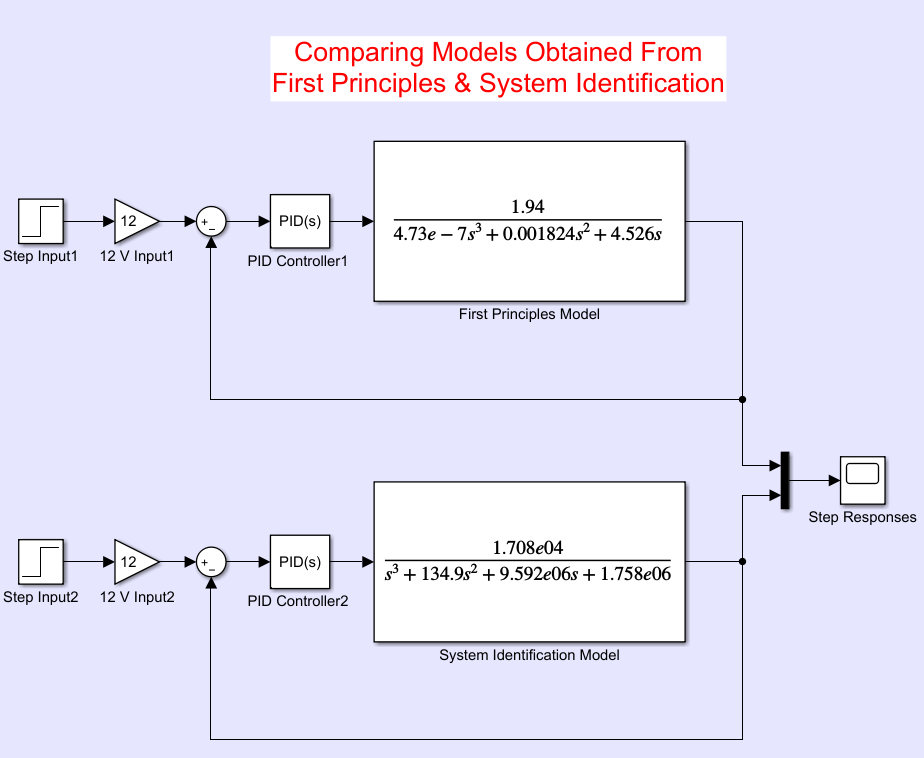 Comparing Models Obtained From
First Principles & System Identification
Step Input1
12
12 V Input1
+
−
PID(s)
PID Controller1
1.94
4.73e − 7s³ + 0.001824s² + 4.526s
First Principles Model
Step Responses
Step Input2
12
12 V Input2
+
−
PID(s)
PID Controller2
1.708e04
s³ + 134.9s² + 9.592e06s + 1.758e06
System Identification Model